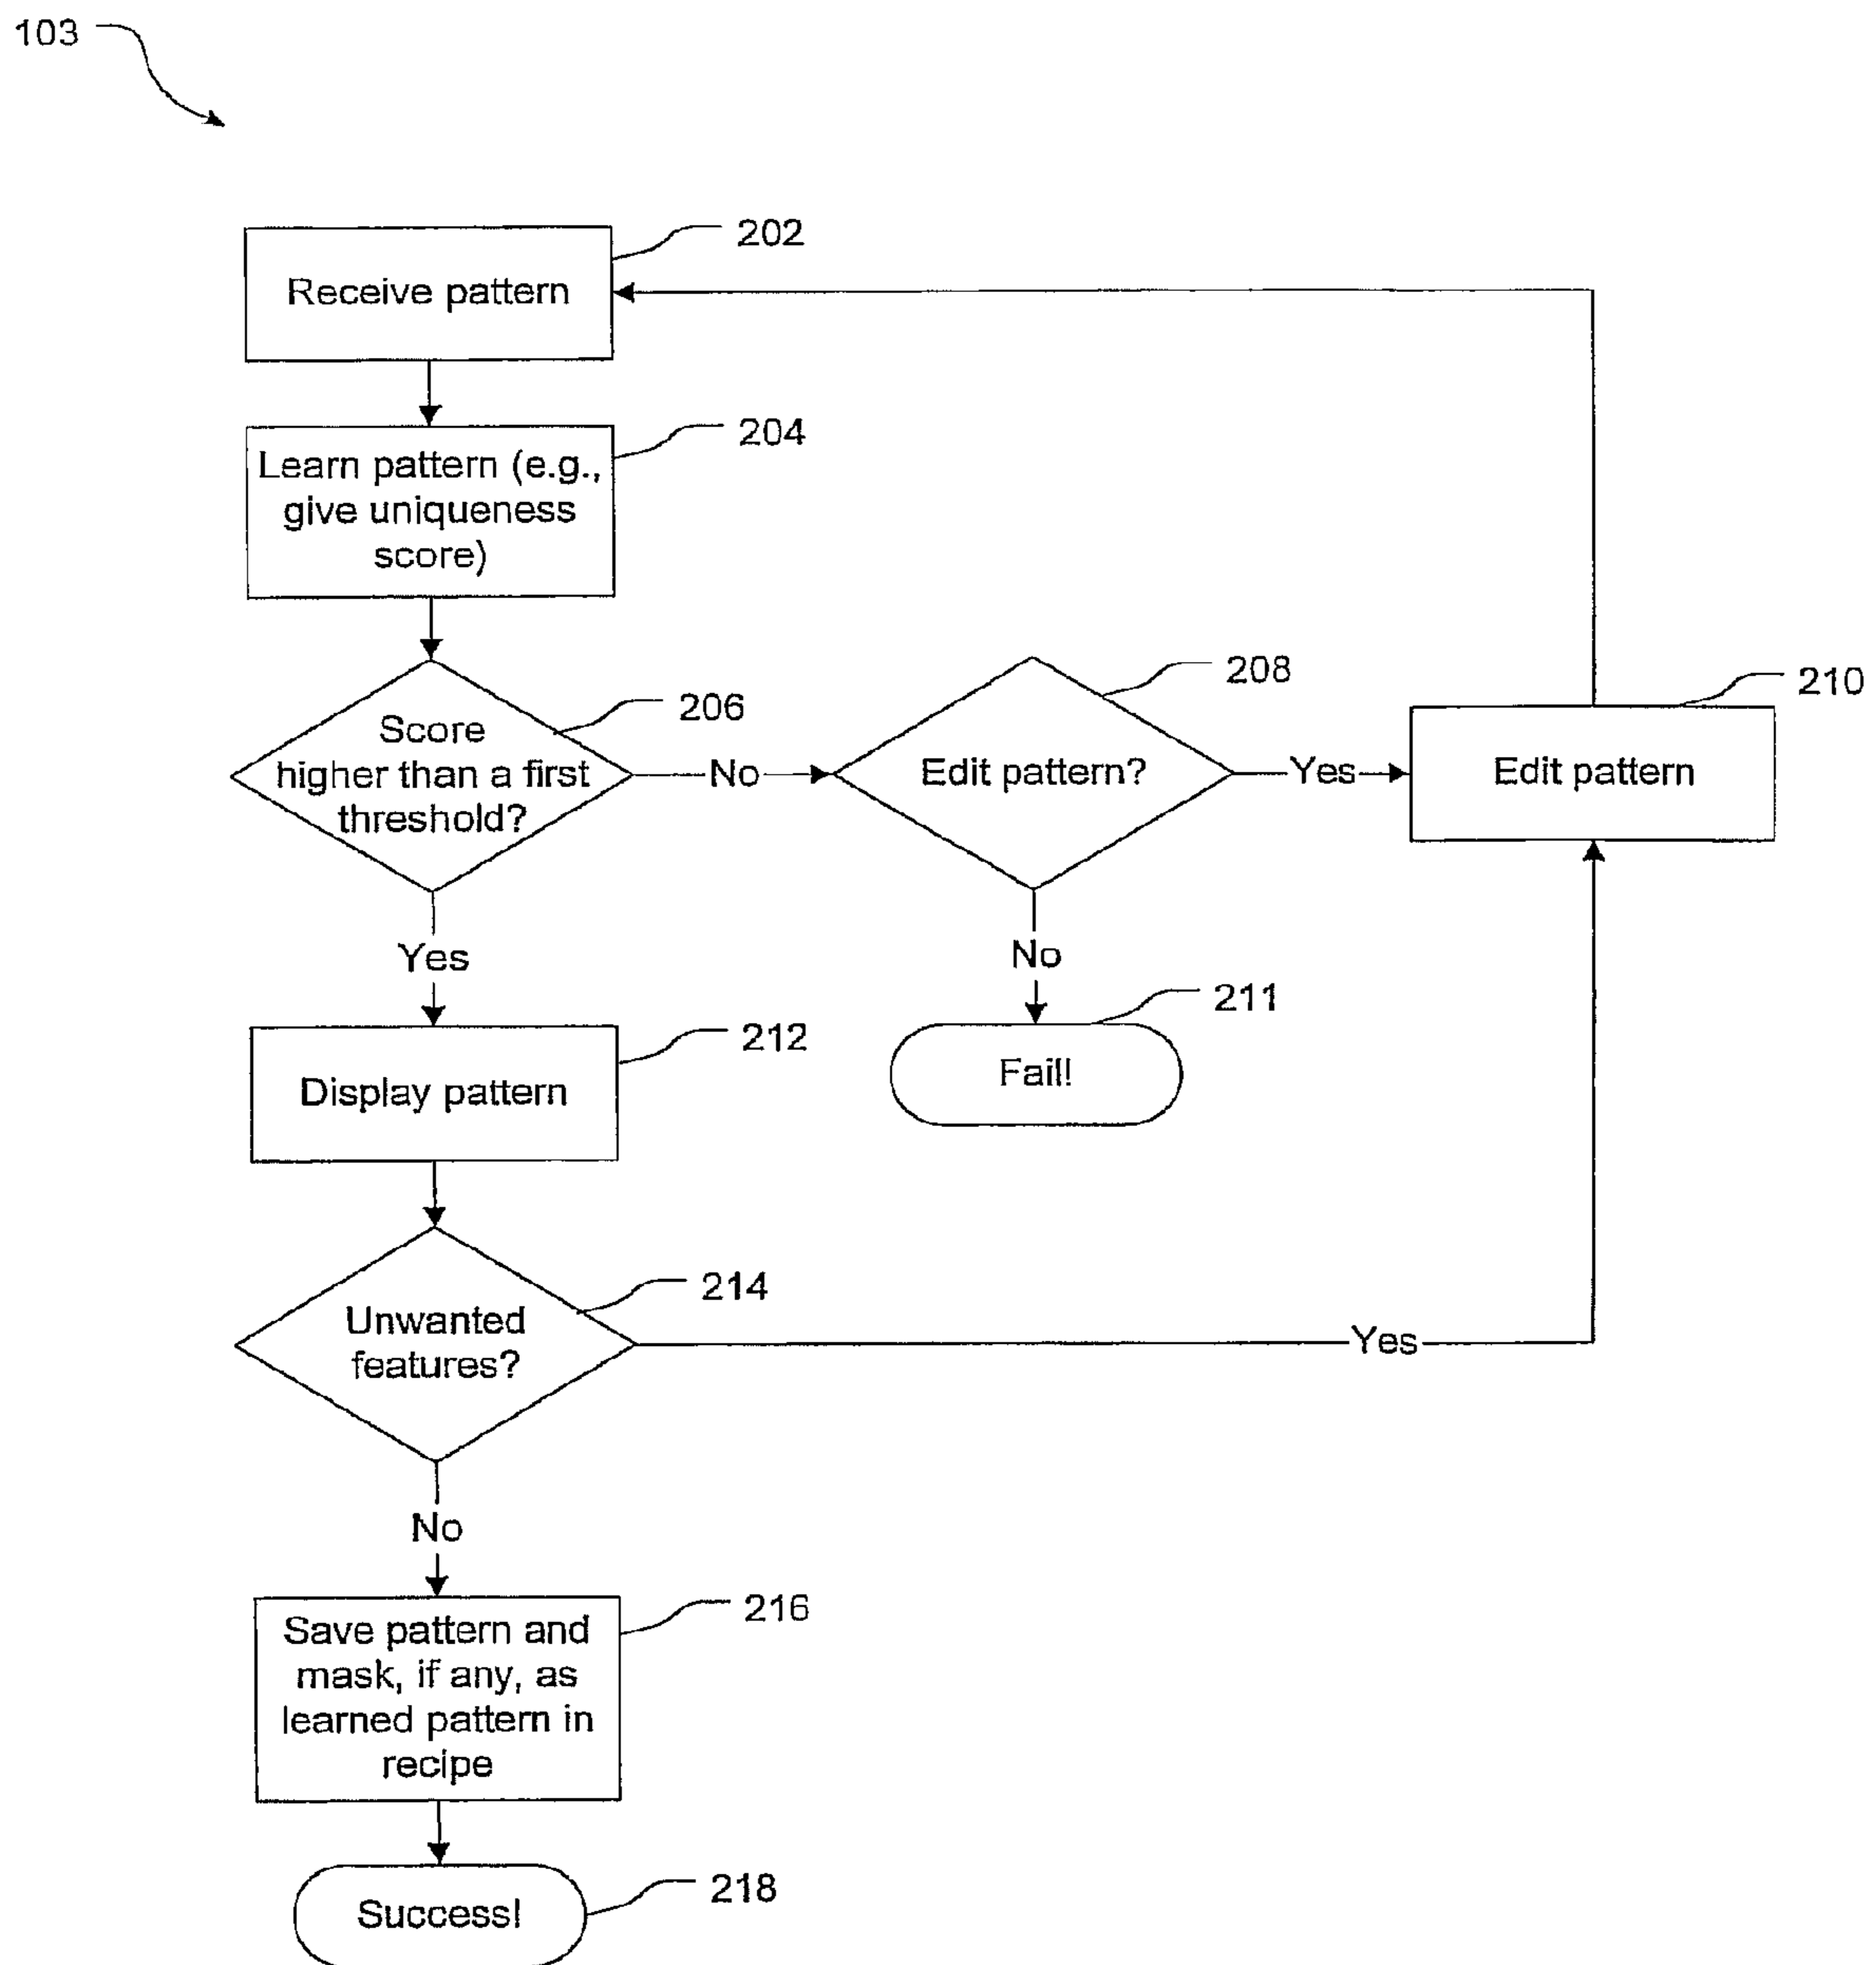 103
202
Receive pattern
204
Learn pattern (e.g.,
give uniqueness
score)
206
Score
higher than a first
threshold?
No
208
Edit pattern?
Yes
210
Edit pattern
Yes
No
211
Fail!
212
Display pattern
214
Unwanted
features?
Yes
No
216
Save pattern and
mask, if any, as
learned pattern in
recipe
218
Success!